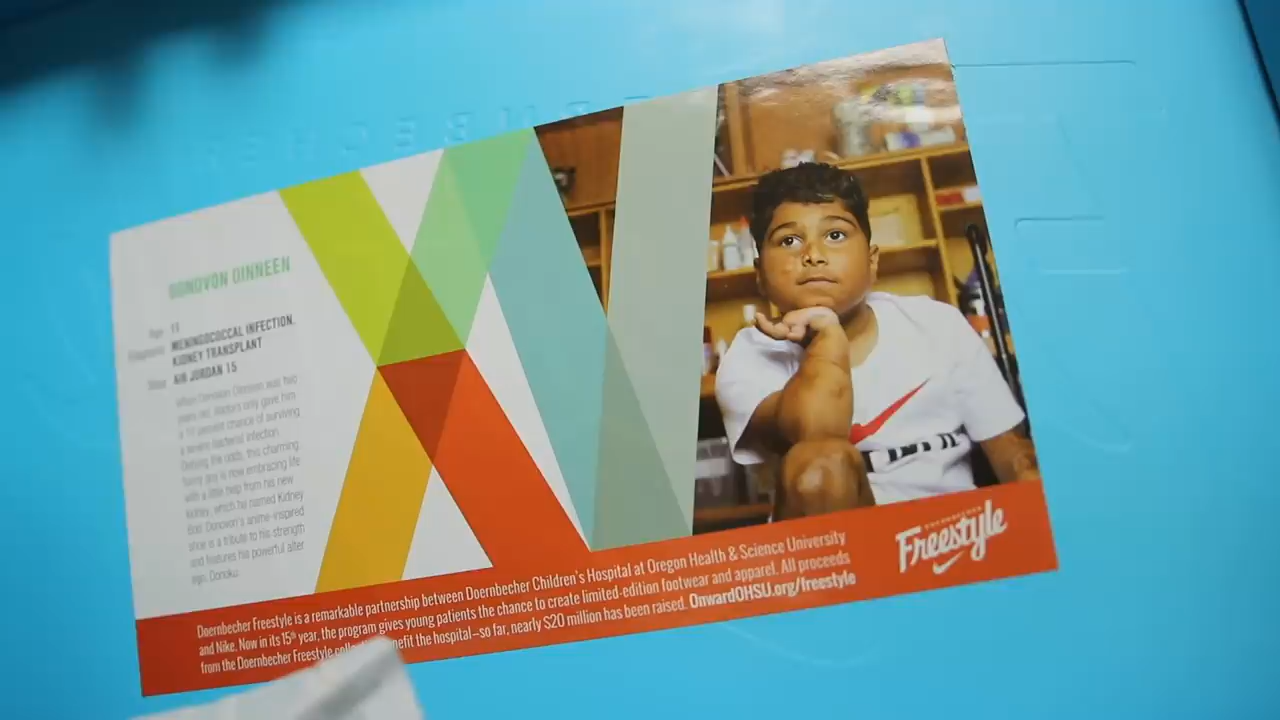 DONOVON DINNEEN
Age 11
Diagnosis MENINGOCOCCAL INFECTION,
KIDNEY TRANSPLANT
Shoe AIR JORDAN 15
When Donovon Dinneen was two
years old, doctors only gave him
a 10 percent chance of surviving
a severe bacterial infection.
Defying the odds, this charming,
funny guy is now embracing life
with a little help from his new
kidney, which he named Kidney
Bob. Donovon's anime-inspired
shoe is a tribute to his strength
and features his powerful alter
ego, Donoku.
Doernbecher Freestyle is a remarkable partnership between Doernbecher Children's Hospital at Oregon Health & Science University
and Nike. Now in its 15th year, the program gives young patients the chance to create limited-edition footwear and apparel. All proceeds
from the Doernbecher Freestyle the hospital–so far, nearly $20 million has been raised. OnwardOHSU.org/freestyle
DOERNBECHER
Freestyle